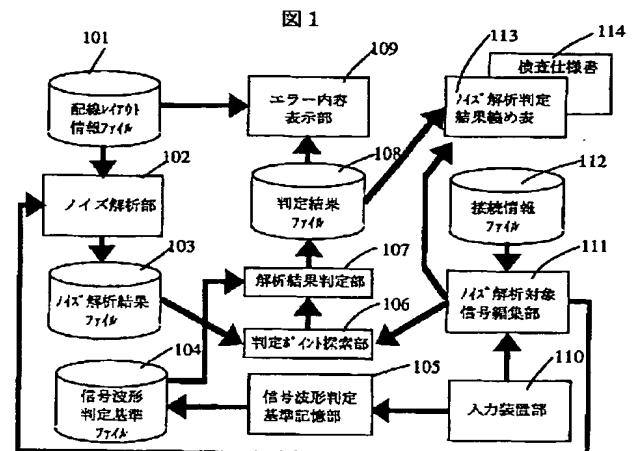 図1
101
配線レイアウト
情報ファイル
109
エラー内容
表示部
113
ノイズ解析判定
結果纏め表
114
検査仕様書
102
ノイズ解析部
108
判定結果
ファイル
112
接続情報
ファイル
103
ノイズ解析結果
ファイル
107
解析結果判定部
106
判定ポイント探索部
111
ノイズ解析対象
信号編集部
104
信号波形
判定基準
ファイル
105
信号波形判定
基準記憶部
110
入力装置部